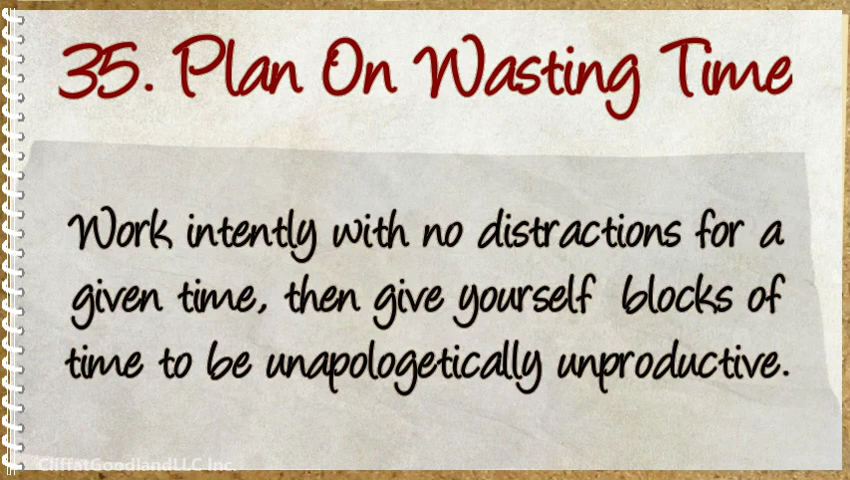 35. Plan On Wasting Time
Work intently with no distractions for a
given time, then give yourself blocks of
time to be unapologetically unproductive.
CliffatGoodlandLLC Inc.